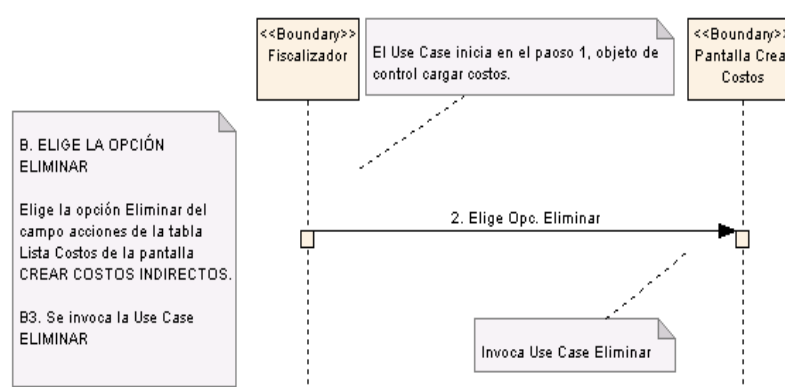 <<Boundary>>
Fiscalizador
El Use Case inicia en el paoso 1, objeto de
control cargar costos.
<<Boundary>>
Pantalla Crea
Costos
B. ELIGE LA OPCIÓN
ELIMINAR
Elige la opción Eliminar del
campo acciones de la tabla
Lista Costos de la pantalla
CREAR COSTOS INDIRECTOS.
B3. Se invoca la Use Case
ELIMINAR
2. Elige Opc. Eliminar
Invoca Use Case Eliminar